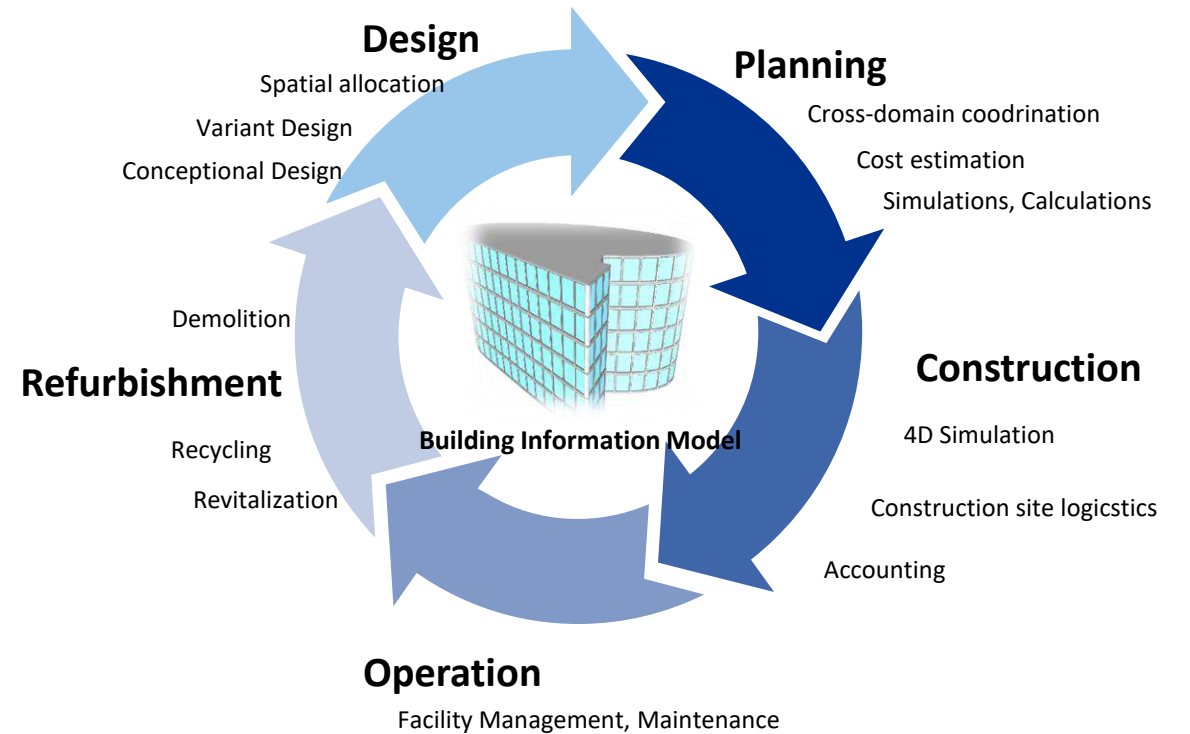 Design
Spatial allocation
Variant Design
Conceptional Design
Planning
Cross-domain coodrination
Cost estimation
Simulations, Calculations
Construction
4D Simulation
Construction site logicstics
Accounting
Operation
Facility Management, Maintenance
Demolition
Refurbishment
Recycling
Revitalization
Building Information Model